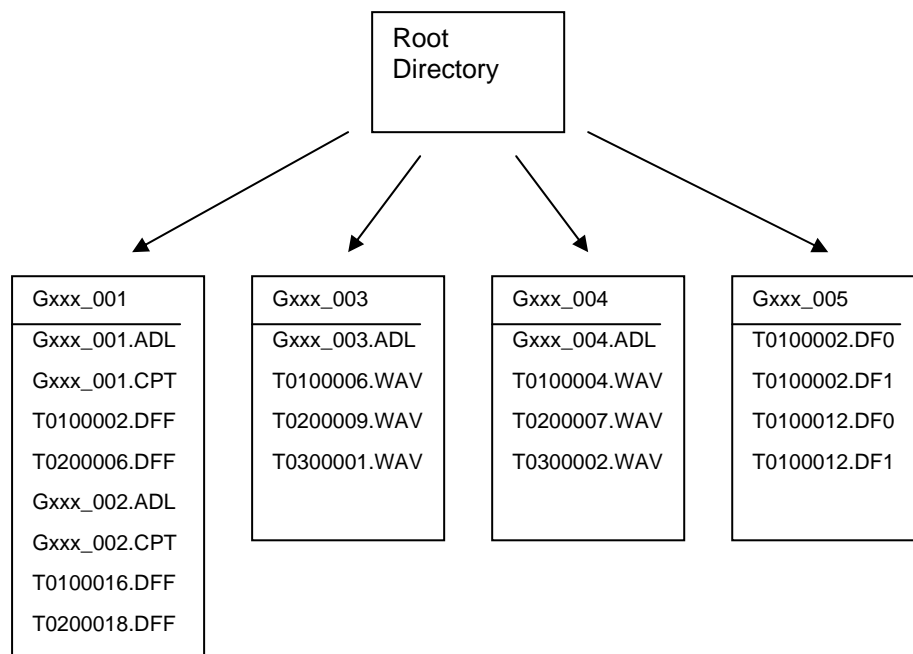 Root
Directory
Gxxx_001
Gxxx_001.ADL
Gxxx_001.CPT
T0100002.DFF
T0200006.DFF
Gxxx_002.ADL
Gxxx_002.CPT
T0100016.DFF
T0200018.DFF
Gxxx_003
Gxxx_003.ADL
T0100006.WAV
T0200009.WAV
T0300001.WAV
Gxxx_004
Gxxx_004.ADL
T0100004.WAV
T0200007.WAV
T0300002.WAV
Gxxx_005
T0100002.DF0
T0100002.DF1
T0100012.DF0
T0100012.DF1